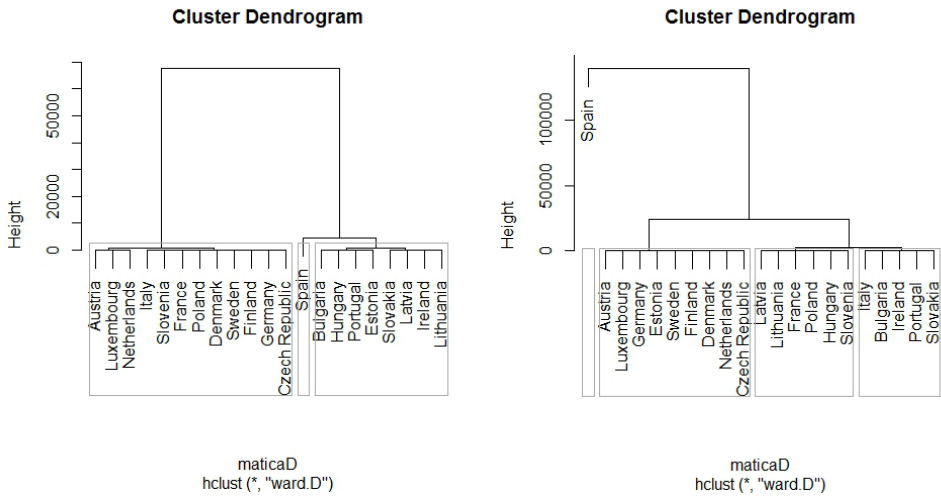 Cluster Dendrogram
Height
0
20000
50000
Austria
Luxembourg
Netherlands
Italy
Slovenia
France
Poland
Denmark
Sweden
Finland
Germany
Czech Republic
Spain
Bulgaria
Hungary
Portugal
Estonia
Slovakia
Latvia
Ireland
Lithuania
maticaD
hclust (*, "ward.D")
Cluster Dendrogram
Height
0
50000
100000
Spain
Austria
Luxembourg
Germany
Estonia
Sweden
Finland
Denmark
Netherlands
Czech Republic
Latvia
Lithuania
France
Poland
Hungary
Slovenia
Italy
Bulgaria
Ireland
Portugal
Slovakia
maticaD
hclust (*, "ward.D")